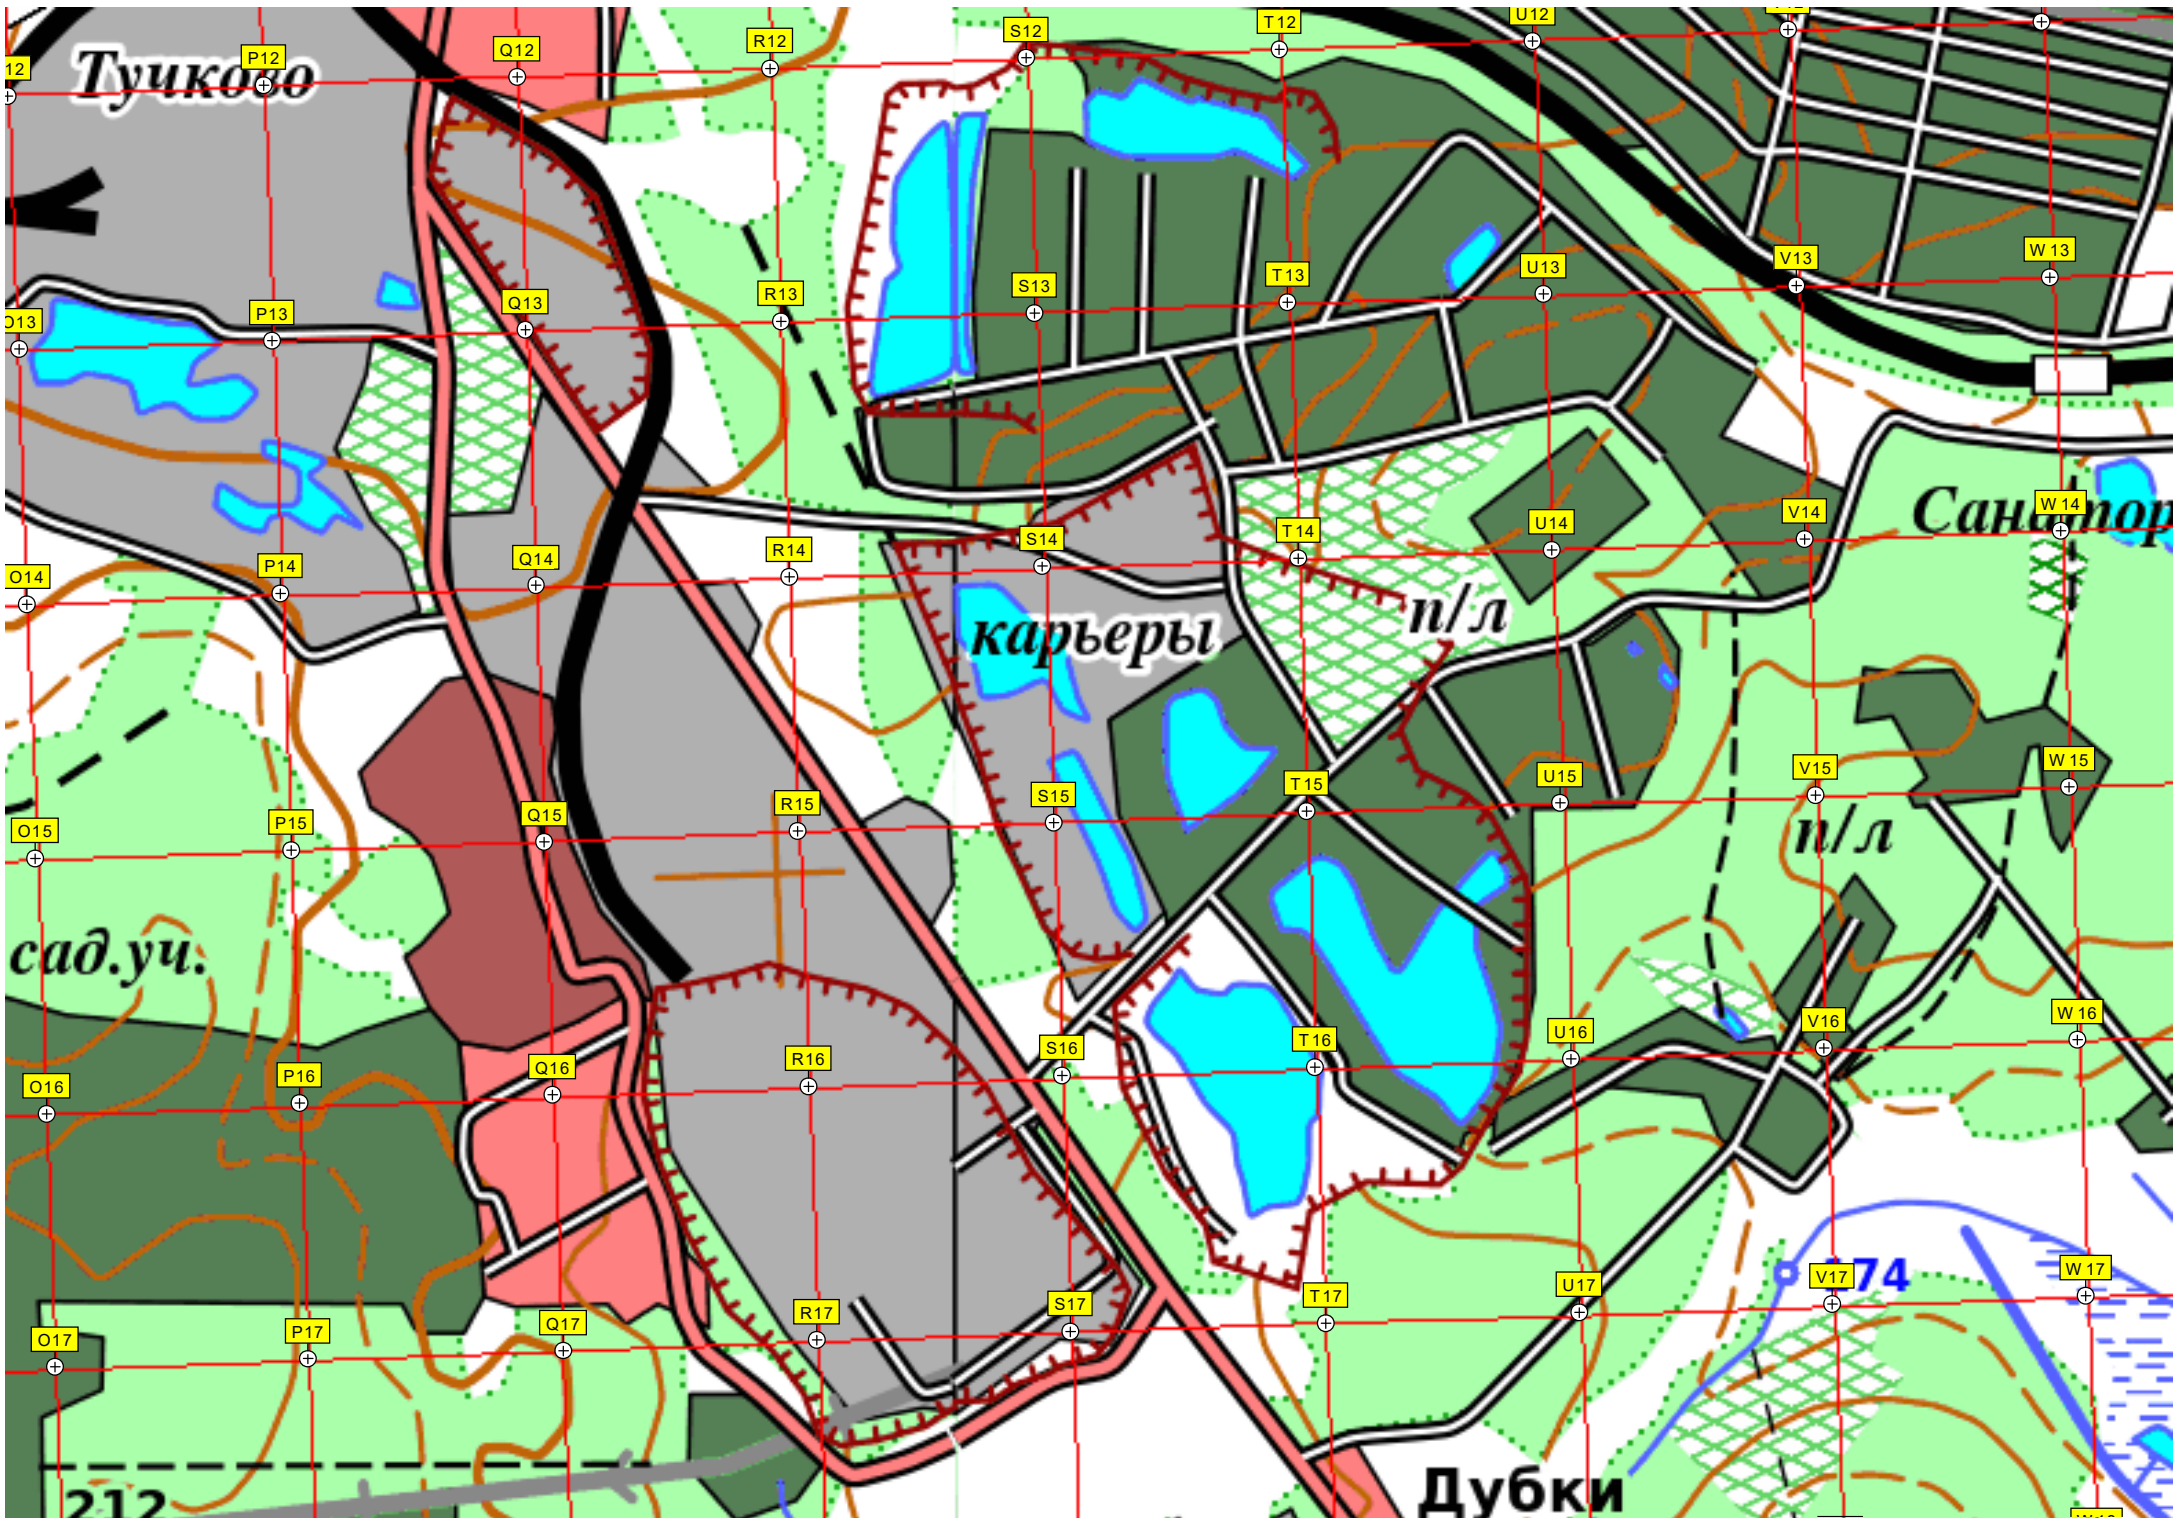 S12 T12 U12
P12 Q12 R12
12
Тучково
V13 W13
O13 P13 Q13 R13 S13 T13 U13
V14 W14
Санатор
O14 P14 Q14 R14 S14 T14 U14
карьеры
п/л
O15 P15 Q15 R15 S15 T15 U15 V15 W15
п/л
сад.уч.
O16 P16 Q16 R16 S16 T16 U16 V16 W16
O17 P17 Q17 R17 S17 T17 U17 V17 W17
74
Дубки
212